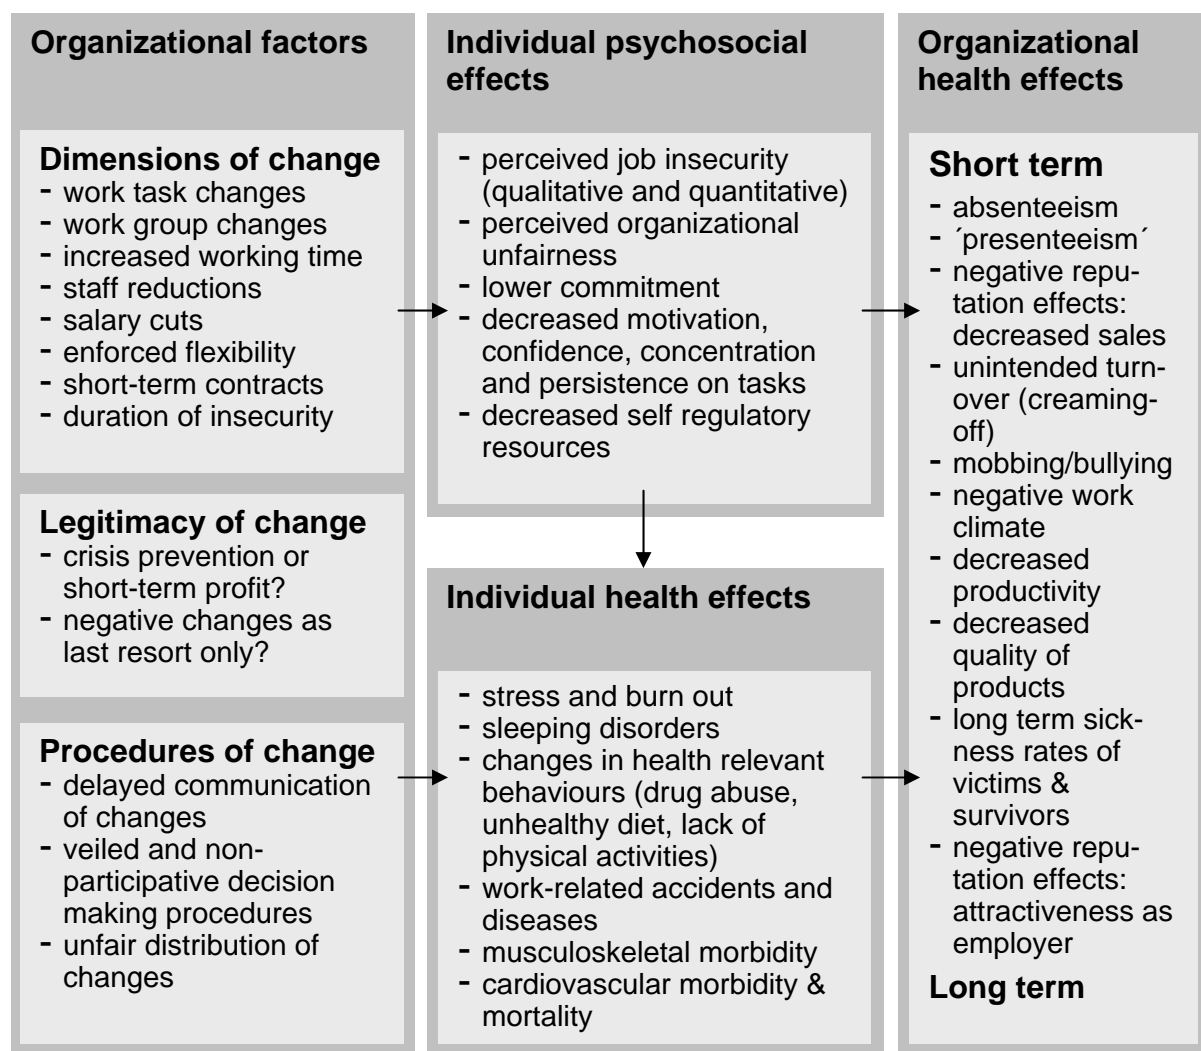 Organizational factors
Dimensions of change
- work task changes
- work group changes
- increased working time
- staff reductions
- salary cuts
- enforced flexibility
- short-term contracts
- duration of insecurity
Legitimacy of change
- crisis prevention or
short-term profit?
- negative changes as
last resort only?
Procedures of change
- delayed communication
of changes
- veiled and non-
participative decision
making procedures
- unfair distribution of
changes
Individual psychosocial
effects
- perceived job insecurity
(qualitative and quantitative)
- perceived organizational
unfairness
- lower commitment
- decreased motivation,
confidence, concentration
and persistence on tasks
- decreased self regulatory
resources
Individual health effects
- stress and burn out
- sleeping disorders
- changes in health relevant
behaviours (drug abuse,
unhealthy diet, lack of
physical activities)
- work-related accidents and
diseases
- musculoskeletal morbidity
- cardiovascular morbidity &
mortality
Organizational
health effects
Short term
- absenteeism
- ´presenteeism´
- negative repu-
tation effects:
decreased sales
- unintended turn-
over (creaming-
off)
- mobbing/bullying
- negative work
climate
- decreased
productivity
- decreased
quality of
products
- long term sick-
ness rates of
victims &
survivors
- negative repu-
tation effects:
attractiveness as
employer
Long term